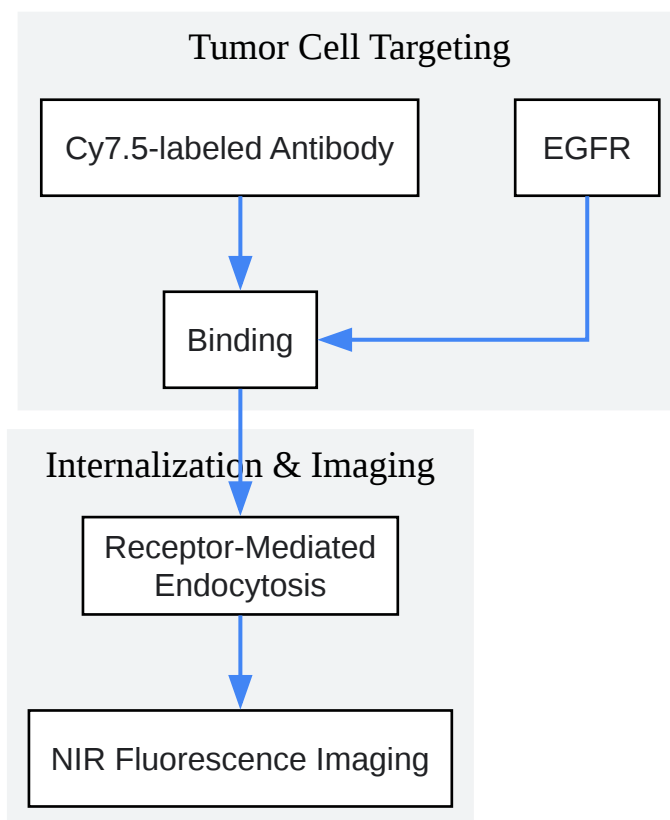 Tumor Cell Targeting
Cy7.5-labeled Antibody
EGFR
Binding
Internalization & Imaging
Receptor-Mediated
Endocytosis
NIR Fluorescence Imaging